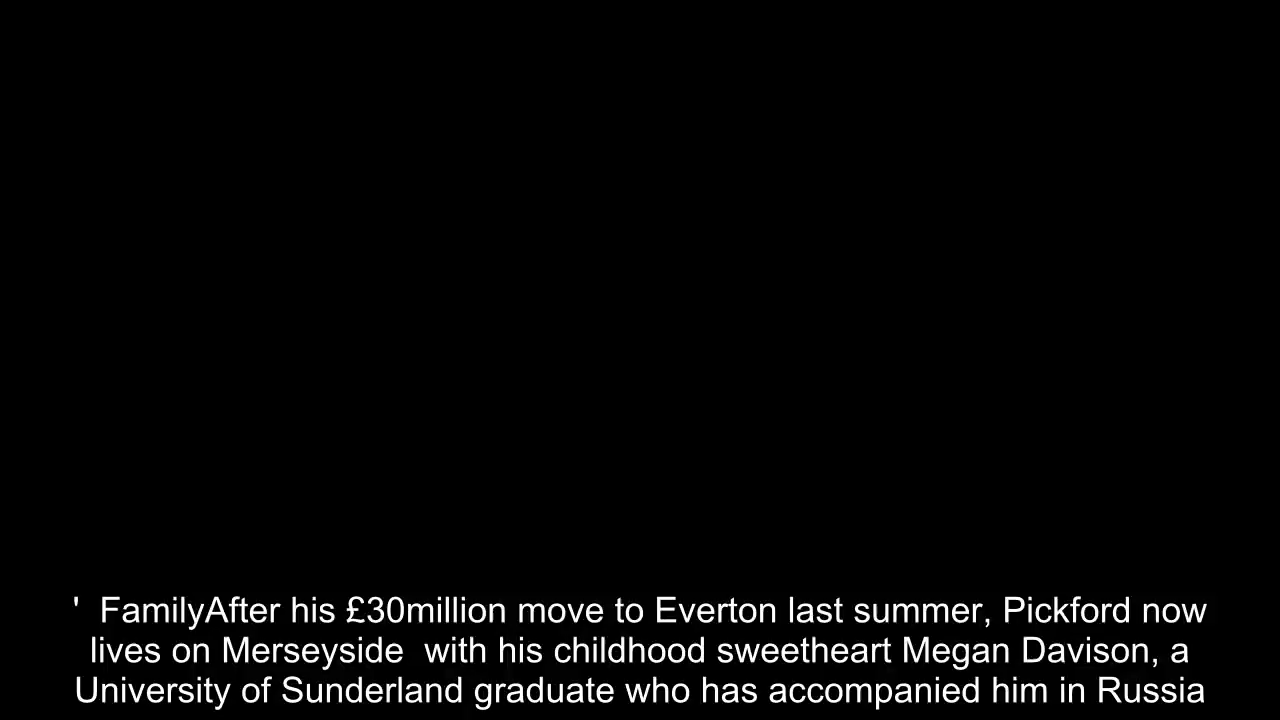 '  FamilyAfter his £30million move to Everton last summer, Pickford now
lives on Merseyside  with his childhood sweetheart Megan Davison, a
University of Sunderland graduate who has accompanied him in Russia